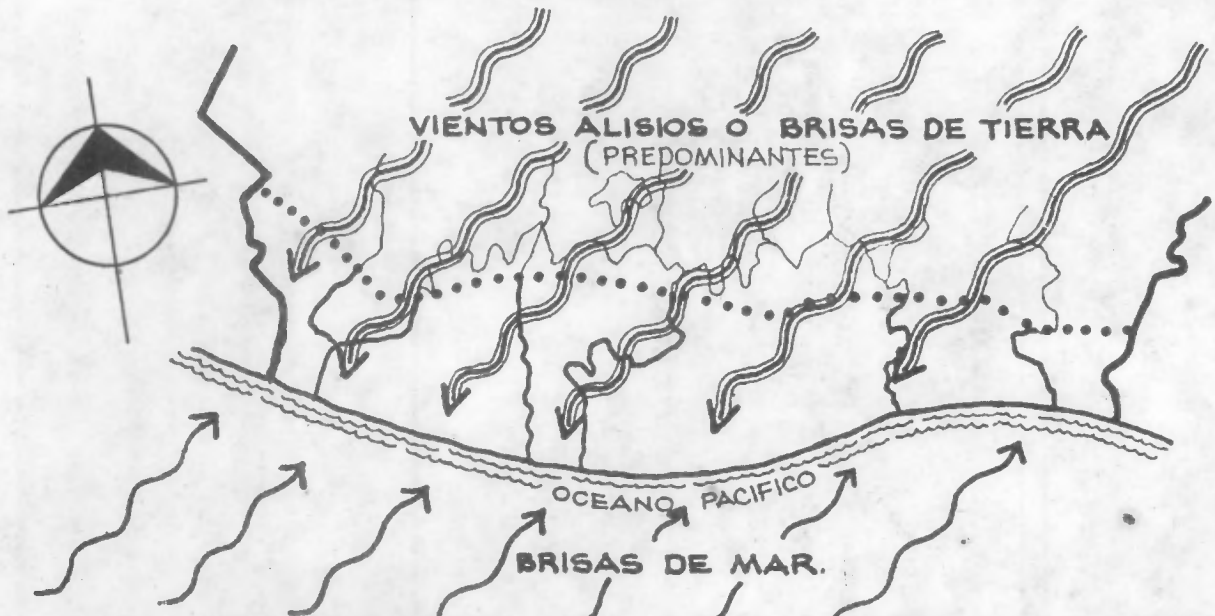 VIENTOS ALISIOS O BRISAS DE TIERRA
(PREDOMINANTES)
OCEANO PACIFICO
BRISAS DE MAR.